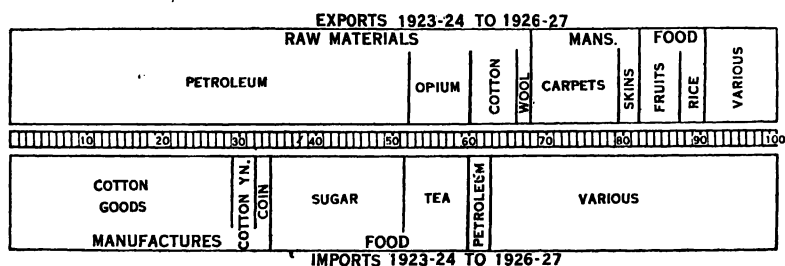 EXPORTS 1923-24 TO 1926-27
RAW MATERIALS MANS. FOOD
PETROLEUM OPIUM COTTON WOOL CARPETS SKINS FRUITS RICE VARIOUS
10 20 30 40 50 60 70 80 90 100
COTTON GOODS COTTON YN. COIN SUGAR TEA PETROLEUM VARIOUS
MANUFACTURES FOOD
IMPORTS 1923-24 TO 1926-27